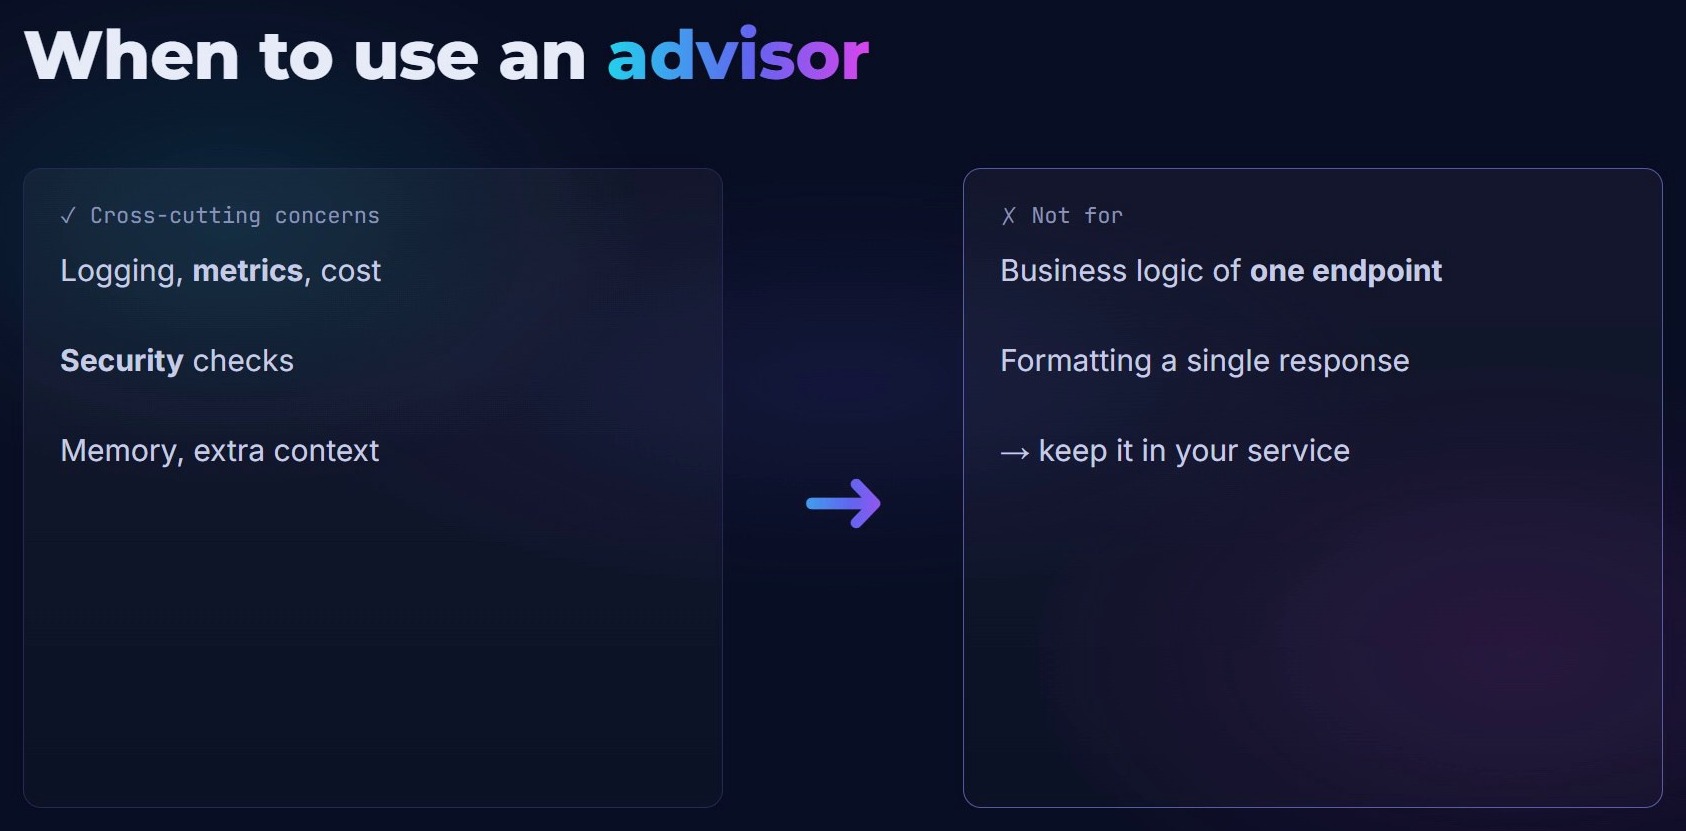 When to use an advisor
✓ Cross-cutting concerns
Logging, metrics, cost
Security checks
Memory, extra context
→
✗ Not for
Business logic of one endpoint
Formatting a single response
→ keep it in your service